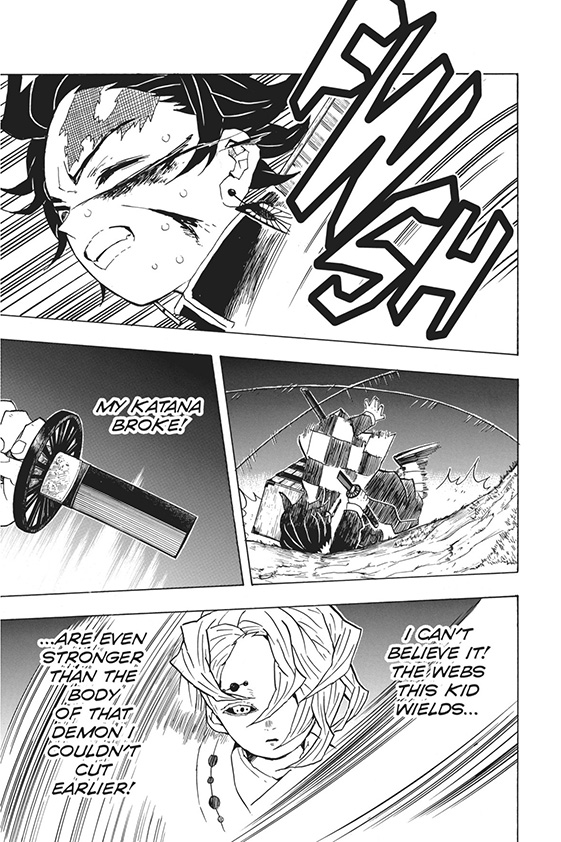 FWWSH
MY KATANA
BROKE!
I CAN'T
BELIEVE IT!
THE WEBS
THIS KID
WIELDS...
...ARE EVEN
STRONGER
THAN THE
BODY
OF THAT
DEMON I
COULDN'T
CUT
EARLIER!